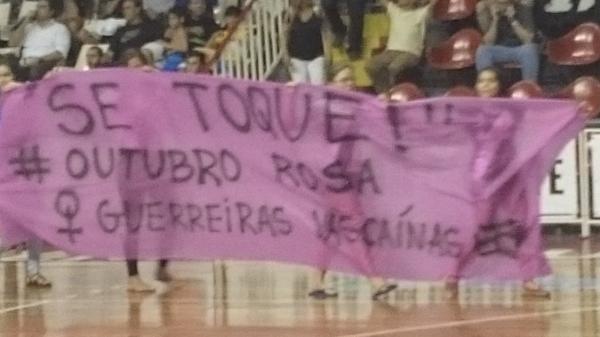 SE TOQUE!!!
# OUTUBRO ROSA
♀ GUERREIRAS VASCAÍNAS